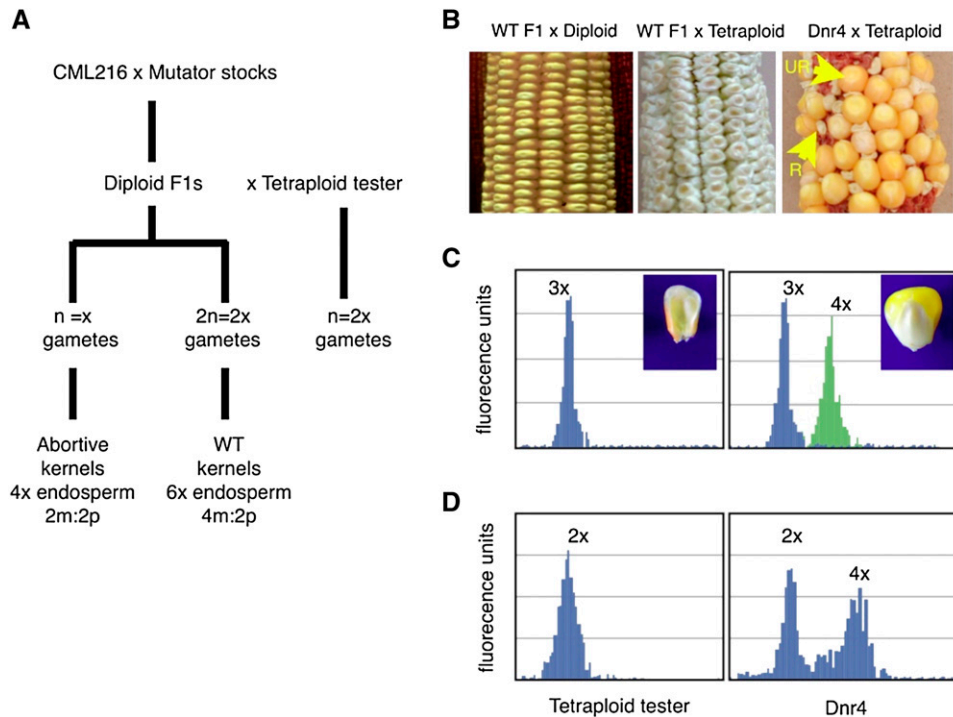 A
CML216 x Mutator stocks
Diploid F1s
x Tetraploid tester
n =x
gametes
2n=2x
gametes
n=2x
gametes
Abortive
kernels
4x endosperm
2m:2p
WT
kernels
6x endosperm
4m:2p
B
WT F1 x Diploid
WT F1 x Tetraploid
Dnr4 x Tetraploid
UR
R
C
fluorecence units
3x
3x
4x
D
fluorecence units
2x
2x
4x
Tetraploid tester
Dnr4